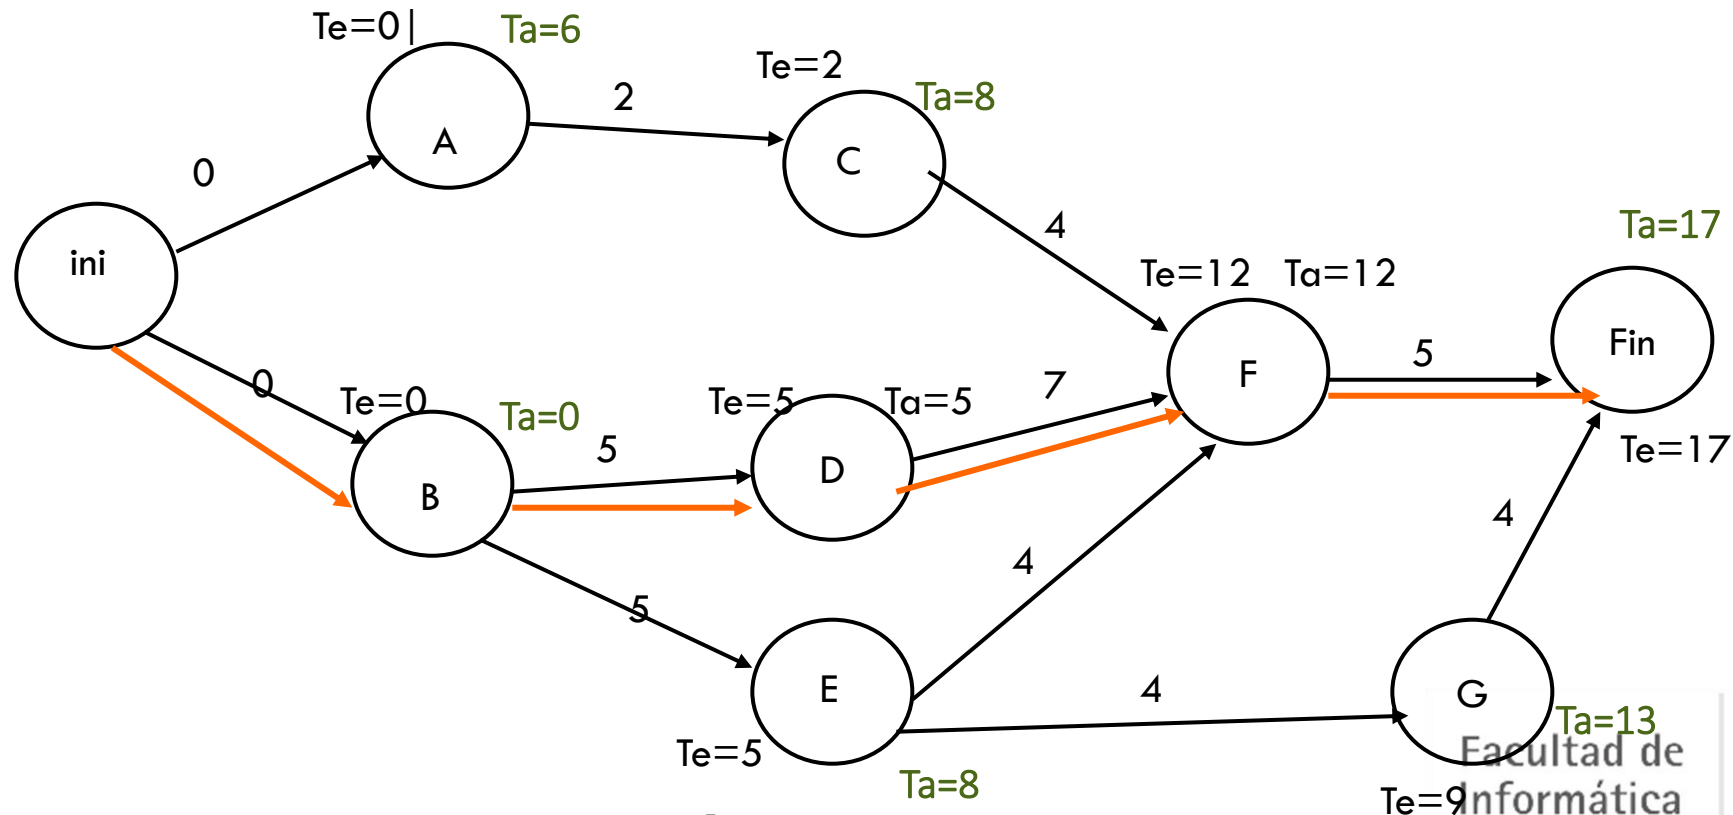 Te=0|
Ta=6
A
2
Te=2
Ta=8
C
0
ini
4
Te=12
Ta=12
Ta=17
Fin
5
F
Te=17
0
Te=0
Ta=0
B
5
Te=5
Ta=5
D
7
5
4
4
E
4
G
Te=5
Ta=8
Ta=13
Te=9
Facultad de
Informática